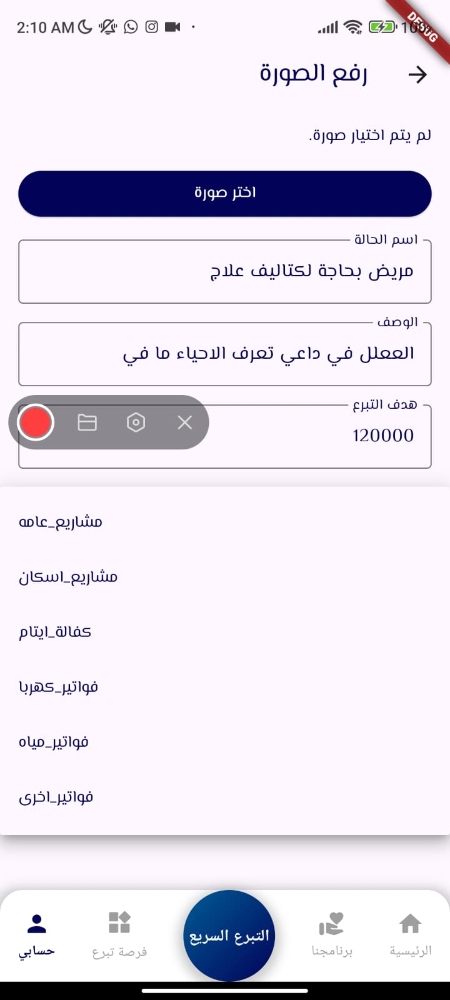 2:10 AM
100
DEBUG
رفع الصورة
لم يتم اختيار صورة.
اختر صورة
اسم الحالة
مريض بحاجة لكتاليف علاج
الوصف
العملل في داعي تعرف الاحياء ما في
هدف التبرع
120000
مشاريع_عامه
مشاريع_اسكان
كفالة_ايتام
فواتير_كهربا
فواتير_مياه
فواتير_اخرى
الرئيسية
برنامجنا
التبرع السريع
فرصة تبرع
حسابي